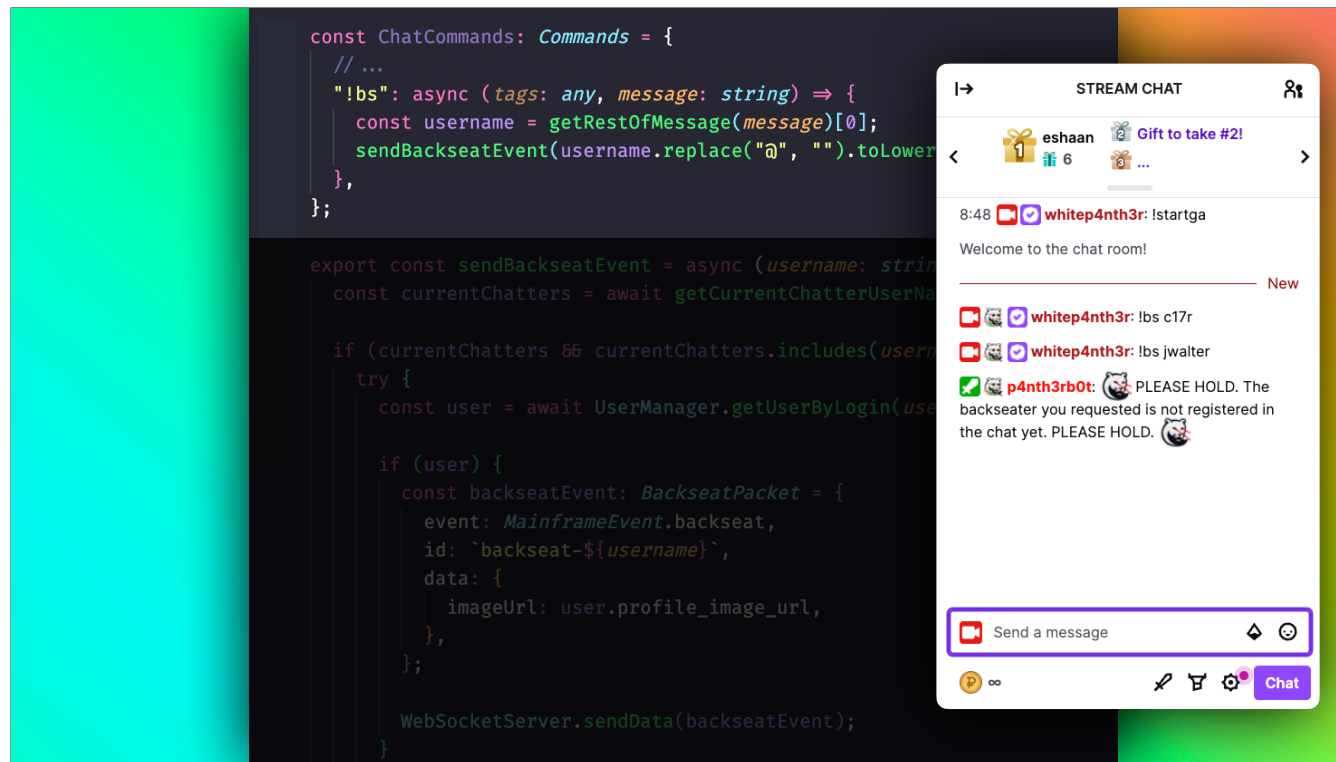 const ChatCommands: Commands = {
// ...
"!bs": async (tags: any, message: string) ⇒ {
const username = getRestOfMessage(message)[0];
sendBackseatEvent(username.replace("@", "").toLower
},
};
export const sendBackseatEvent = async (username: strin
const currentChatters = await getCurrentChatterUserNa
if (currentChatters && currentChatters.includes(usern
try {
const user = await UserManager.getUserByLogin(use
if (user) {
const backseatEvent: BackseatPacket = {
event: MainframeEvent.backseat,
id: `backseat-${username}`,
data: {
imageUrl: user.profile_image_url,
},
};
WebSocketServer.sendData(backseatEvent);
}
STREAM CHAT
1
eshaan
6
2 Gift to take #2!
3 ...
8:48 whitep4nth3r: !startga
Welcome to the chat room!
New
whitep4nth3r: !bs c17r
whitep4nth3r: !bs jwalter
p4nth3rb0t: PLEASE HOLD. The
backseater you requested is not registered in
the chat yet. PLEASE HOLD.
Send a message
∞
Chat